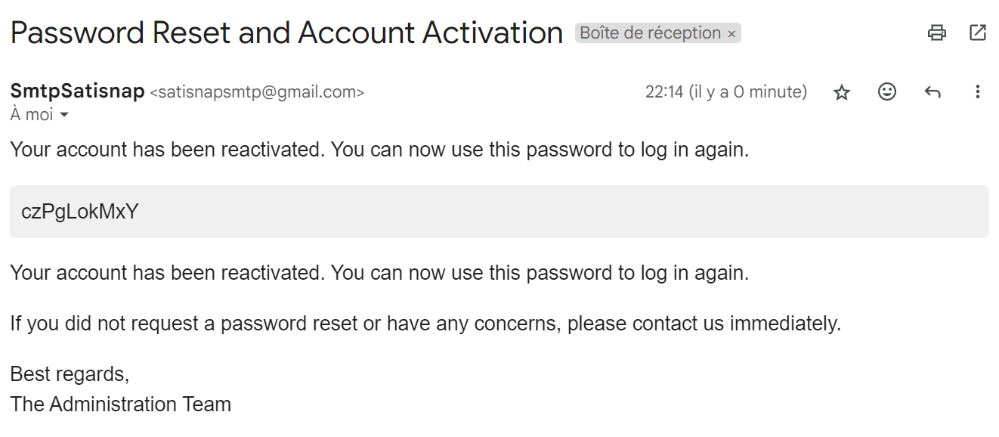 Password Reset and Account Activation Boîte de réception ×
SmtpSatisnap <satisnapsmtp@gmail.com> 22:14 (il y a 0 minute)
À moi
Your account has been reactivated. You can now use this password to log in again.
czPgLokMxY
Your account has been reactivated. You can now use this password to log in again.
If you did not request a password reset or have any concerns, please contact us immediately.
Best regards,
The Administration Team